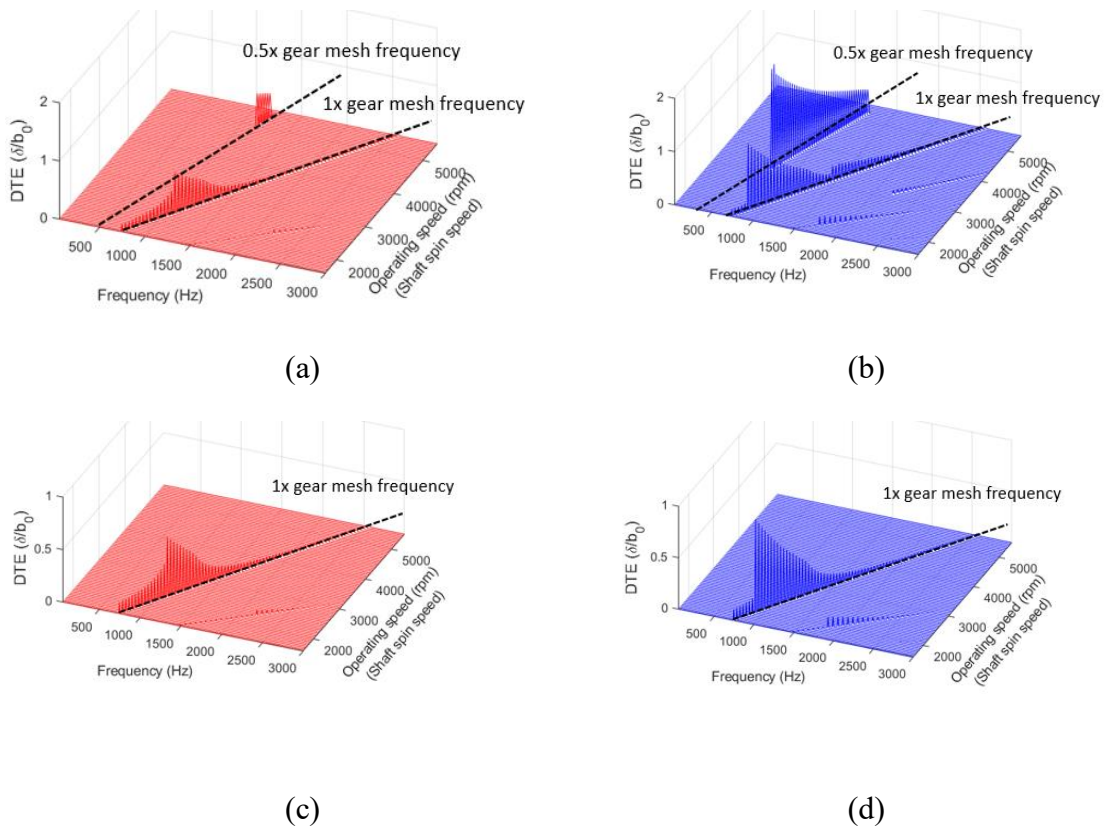 0.5x gear mesh frequency
1x gear mesh frequency
2
1
0
DTE (δ/b0)
500
1000
1500
2000
2500
3000
Frequency (Hz)
2000
3000
4000
5000
Operating speed (rpm)
(Shaft spin speed)
(a)
0.5x gear mesh frequency
1x gear mesh frequency
2
1
0
DTE (δ/b0)
500
1000
1500
2000
2500
3000
Frequency (Hz)
2000
3000
4000
5000
Operating speed (rpm)
(Shaft spin speed)
(b)
1x gear mesh frequency
1
0.5
0
DTE (δ/b0)
500
1000
1500
2000
2500
3000
Frequency (Hz)
2000
3000
4000
5000
Operating speed (rpm)
(Shaft spin speed)
(c)
1x gear mesh frequency
1
0.5
0
DTE (δ/b0)
500
1000
1500
2000
2500
3000
Frequency (Hz)
2000
3000
4000
5000
Operating speed (rpm)
(Shaft spin speed)
(d)